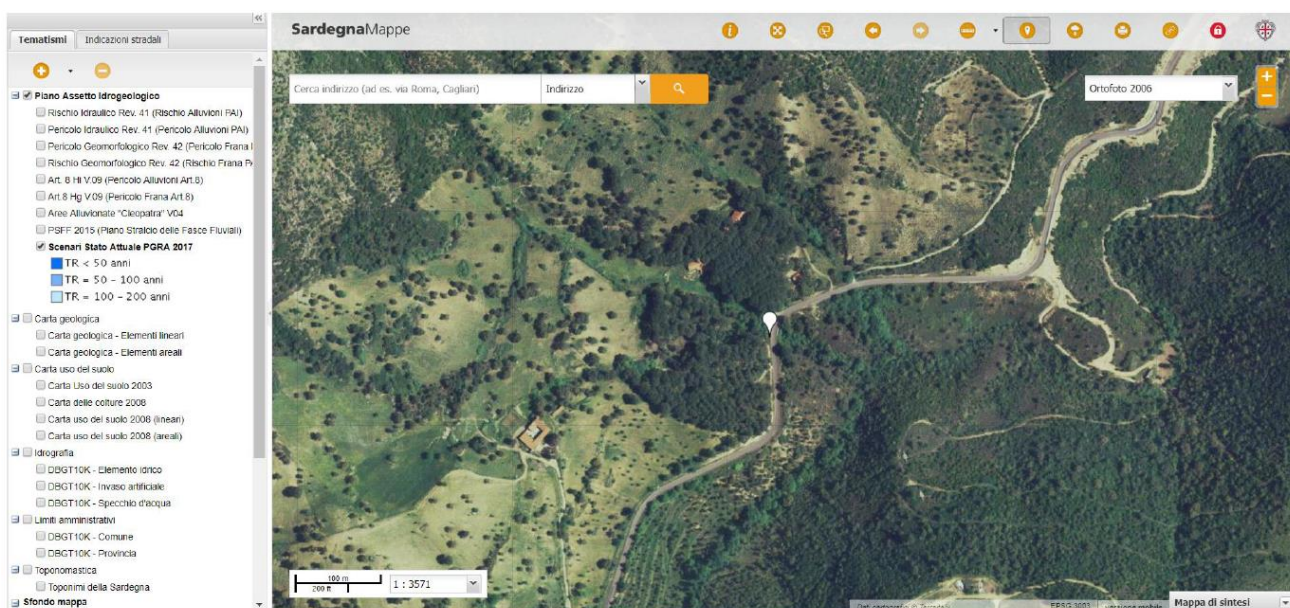 Tematismi
Indicazioni stradali
Piano Assetto Idrogeologico
Rischio Idraulico Rev. 41 (Rischio Alluvioni PAI)
Pericolo Idraulico Rev. 41 (Pericolo Alluvioni PAI)
Pericolo Geomorfologico Rev. 42 (Pericolo Frana
Rischio Geomorfologico Rev. 42 (Rischio Frana
Art. 8 Hi V.09 (Pericolo Alluvioni Art.8)
Art.8 Hg V.09 (Pericolo Frana Art.8)
Aree Alluvionate "Cleopatra" V04
PSFF 2015 (Piano Stralcio delle Fasce Fluviali)
Scenari Stato Attuale PGRA 2017
TR < 50 anni
TR = 50 - 100 anni
TR = 100 - 200 anni
Carta geologica
Carta geologica - Elementi lineari
Carta geologica - Elementi areali
Carta uso del suolo
Carta Uso del suolo 2003
Carta delle colture 2008
Carta uso del suolo 2008 (lineari)
Carta uso del suolo 2008 (areali)
Idrografia
DBGT10K - Elemento idrico
DBGT10K - Invaso artificiale
DBGT10K - Specchio d'acqua
Limiti amministrativi
DBGT10K - Comune
DBGT10K - Provincia
Toponomastica
Toponimi della Sardegna
Sfondo mappa
SardegnaMappe
Cerca indirizzo (ad es. via Roma, Cagliari)
Indirizzo
Ortofoto 2006
+
−
100 m
200 ft
1 : 3571
EPSG 3003
versione mobile
Mappa di sintesi